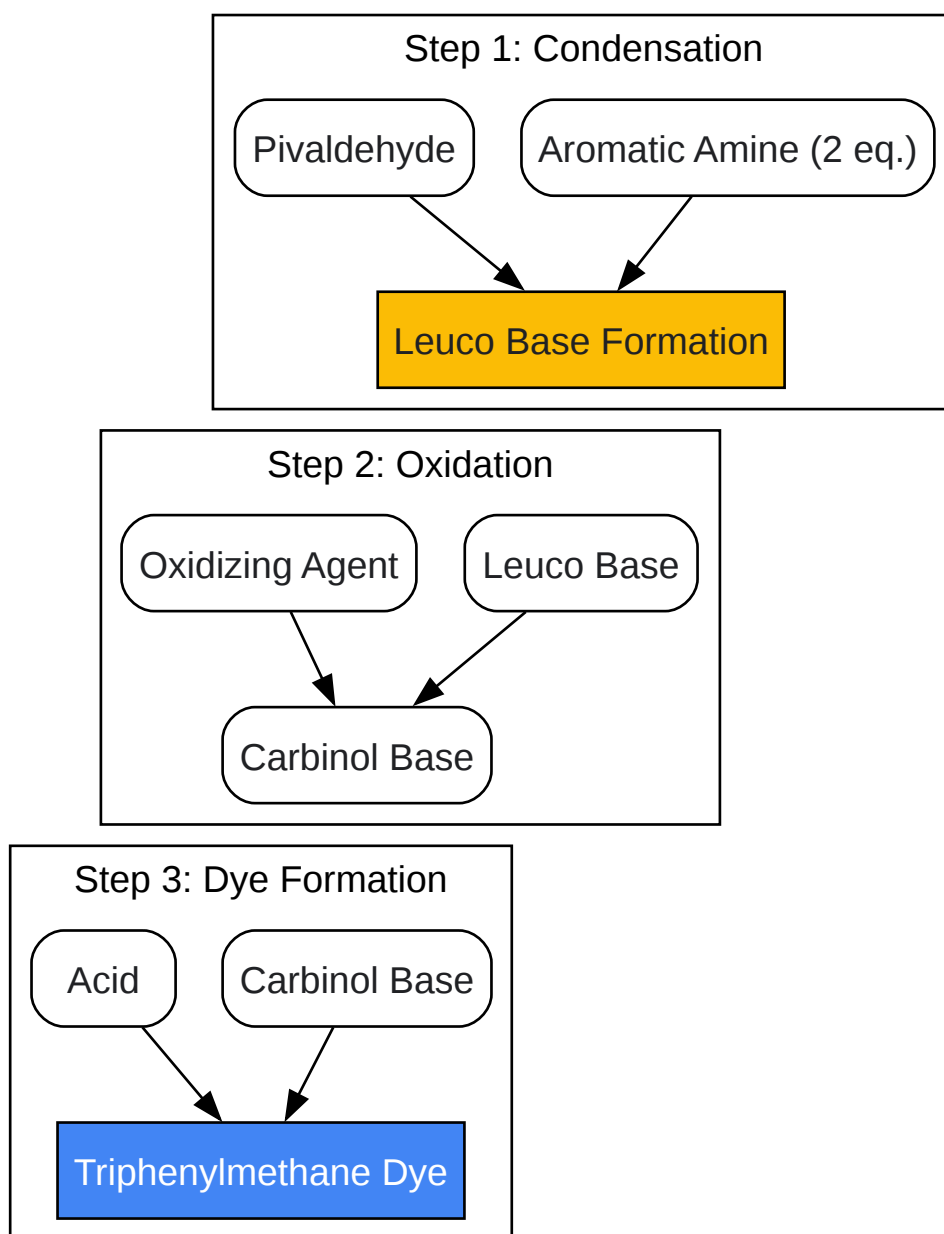 Step 1: Condensation
Pivaldehyde
Aromatic Amine (2 eq.)
Leuco Base Formation
Step 2: Oxidation
Oxidizing Agent
Leuco Base
Carbinol Base
Step 3: Dye Formation
Acid
Carbinol Base
Triphenylmethane Dye